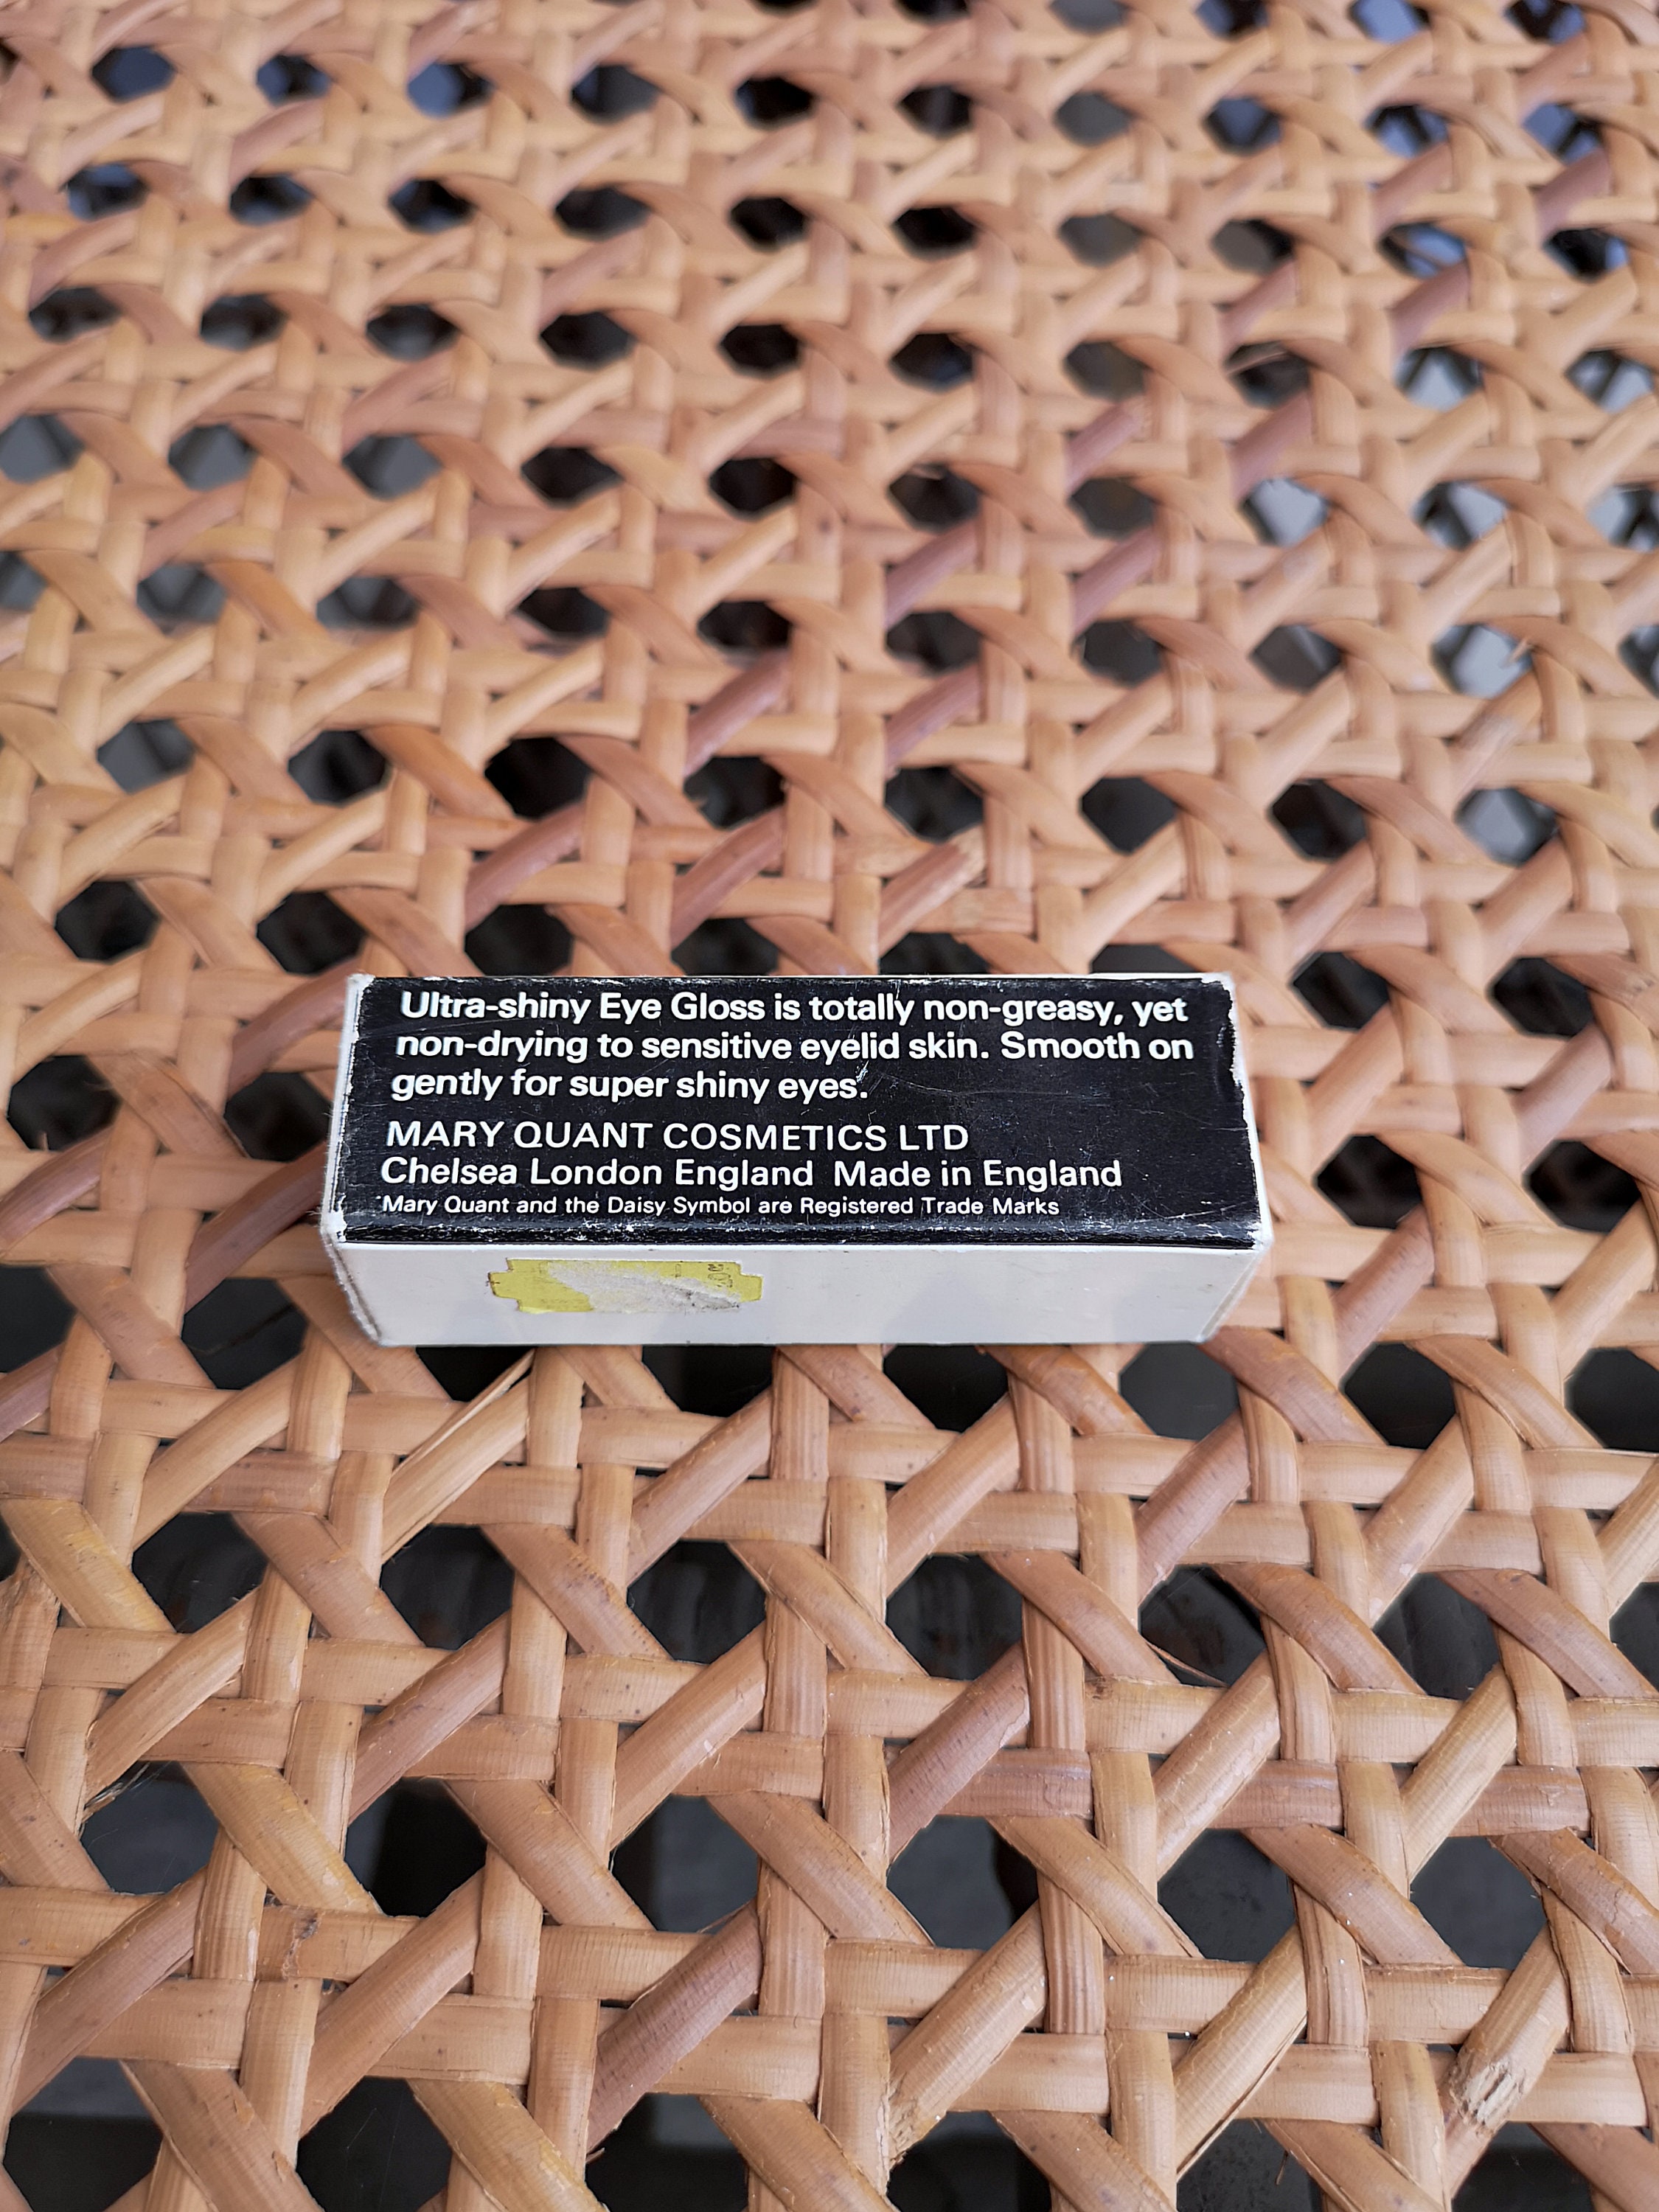 Ultra-shiny Eye Gloss is totally non-greasy, yet
non-drying to sensitive eyelid skin. Smooth on
gently for super shiny eyes.
MARY QUANT COSMETICS LTD
Chelsea London England Made in England
Mary Quant and the Daisy Symbol are Registered Trade Marks